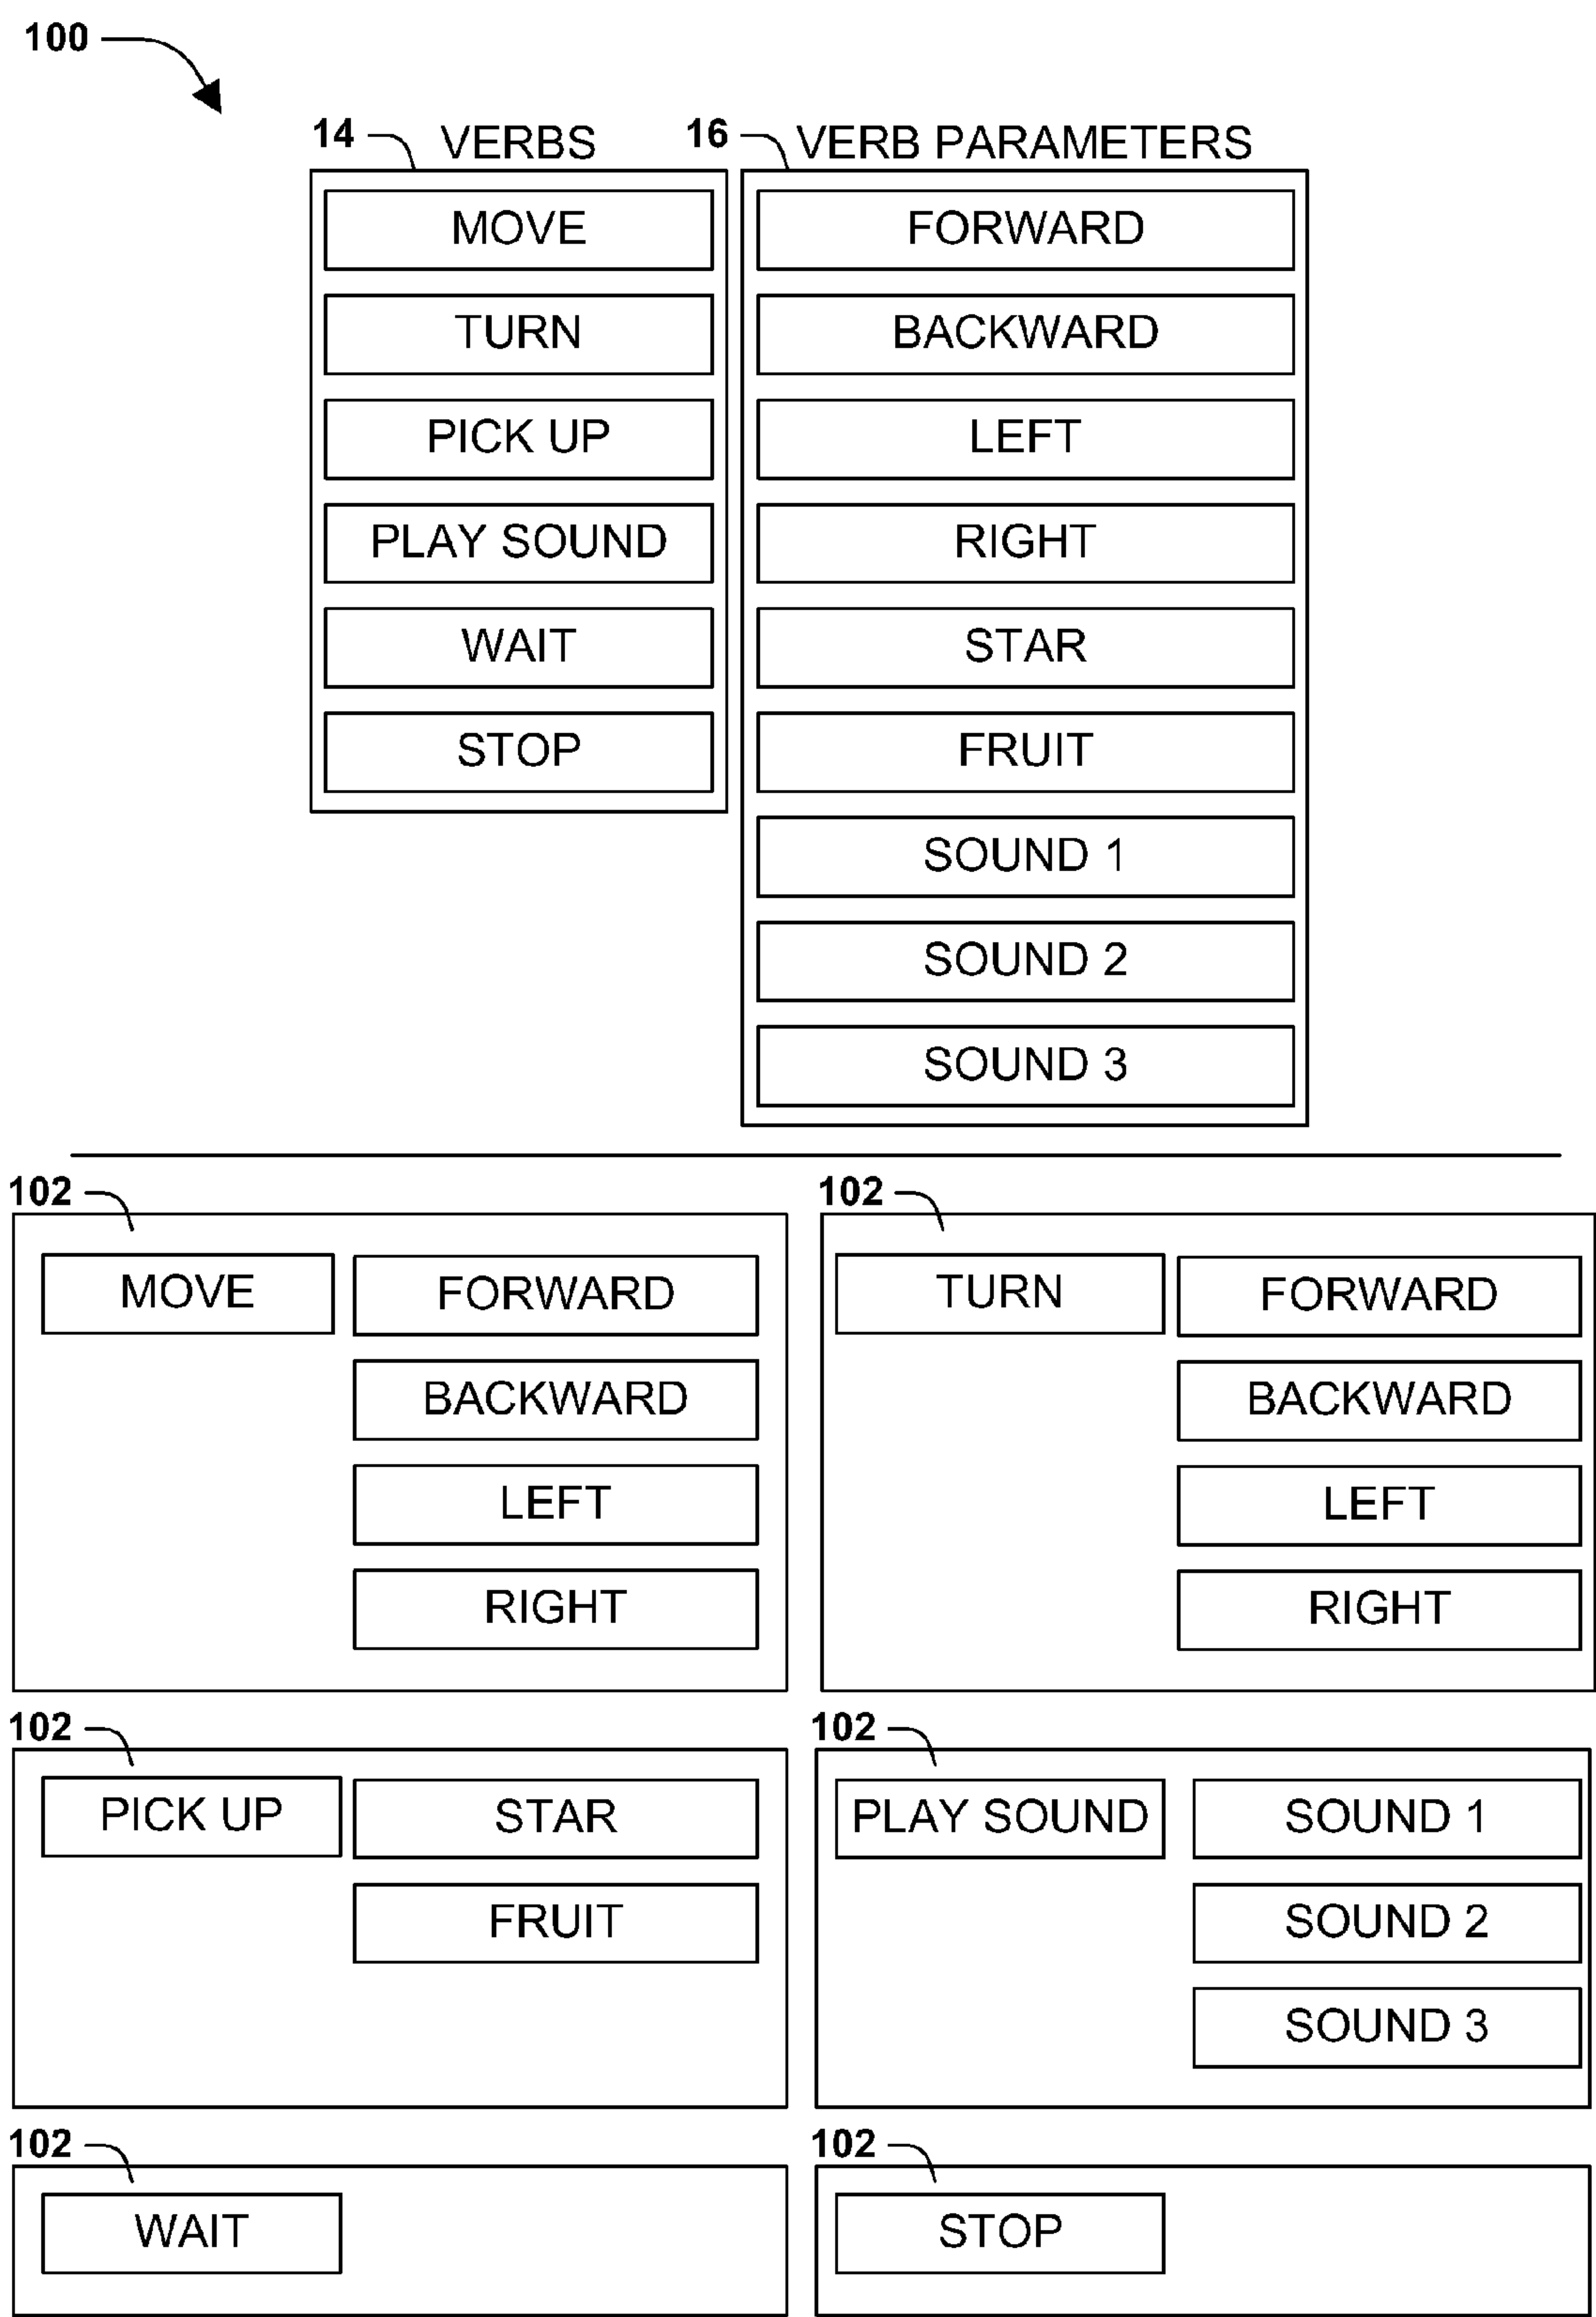 100
14 VERBS 16 VERB PARAMETERS
MOVE FORWARD
TURN BACKWARD
PICK UP LEFT
PLAY SOUND RIGHT
WAIT STAR
STOP FRUIT
SOUND 1
SOUND 2
SOUND 3
102 102
MOVE FORWARD TURN FORWARD
BACKWARD BACKWARD
LEFT LEFT
RIGHT RIGHT
102 102
PICK UP STAR PLAY SOUND SOUND 1
FRUIT SOUND 2
SOUND 3
102 102
WAIT STOP